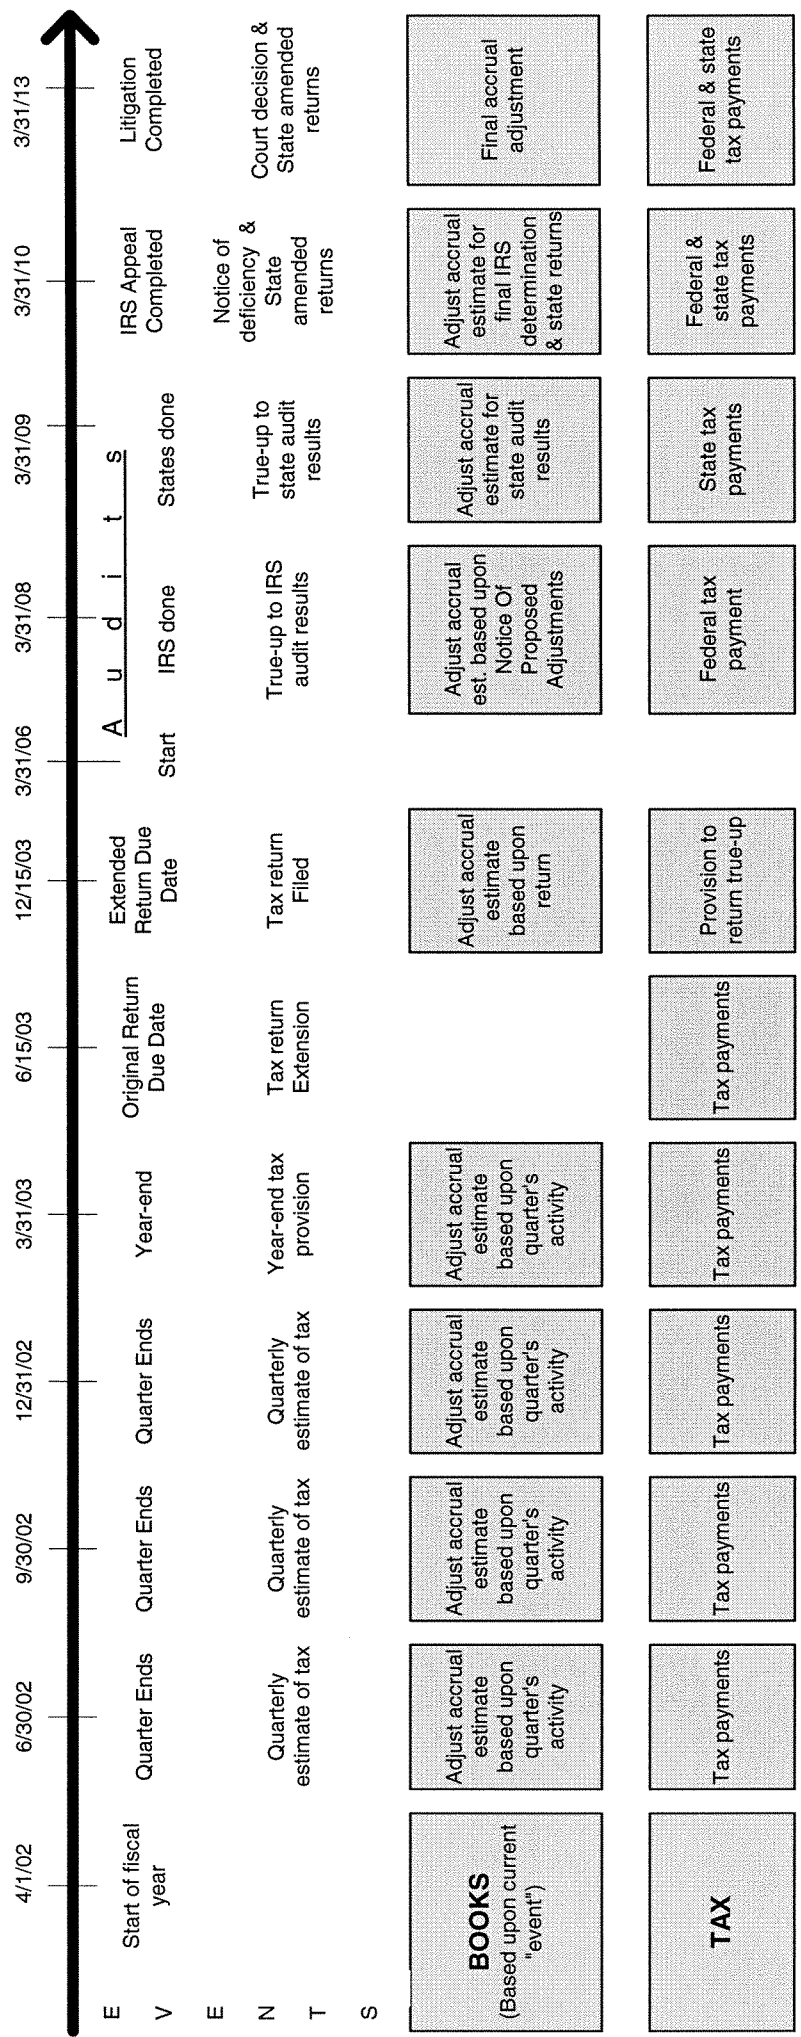 4/1/02
6/30/02
9/30/02
12/31/02
3/31/03
6/15/03
12/15/03
3/31/06
3/31/08
3/31/09
3/31/10
3/31/13
E
V
E
N
T
S
Start of fiscal
year
Quarter Ends
Quarter Ends
Quarter Ends
Year-end
Original Return
Due Date
Extended
Return Due
Date
A u d i t s
Start
IRS done
States done
IRS Appeal
Completed
Litigation
Completed
Quarterly
estimate of tax
Quarterly
estimate of tax
Quarterly
estimate of tax
Year-end tax
provision
Tax return
Extension
Tax return
Filed
True-up to IRS
audit results
True-up to
state audit
results
Notice of
deficiency &
State
amended
returns
Court decision &
State amended
returns
BOOKS
(Based upon current
"event")
Adjust accrual
estimate
based upon
quarter's
activity
Adjust accrual
estimate
based upon
quarter's
activity
Adjust accrual
estimate
based upon
quarter's
activity
Adjust accrual
estimate
based upon
quarter's
activity
Adjust accrual
estimate
based upon
return
Adjust accrual
est. based upon
Notice Of
Proposed
Adjustments
Adjust accrual
estimate for
state audit
results
Adjust accrual
estimate for
final IRS
determination
& state returns
Final accrual
adjustment
TAX
Tax payments
Tax payments
Tax payments
Tax payments
Tax payments
Provision to
return true-up
Federal tax
payment
State tax
payments
Federal &
state tax
payments
Federal & state
tax payments